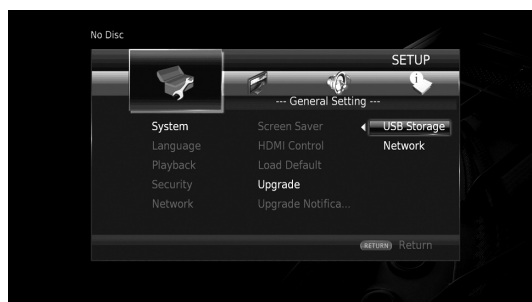 No Disc
SETUP
--- General Setting ---
System Screen Saver USB Storage
Language HDMI Control Network
Playback Load Default
Security Upgrade
Network Upgrade Notifica...
RETURN Return